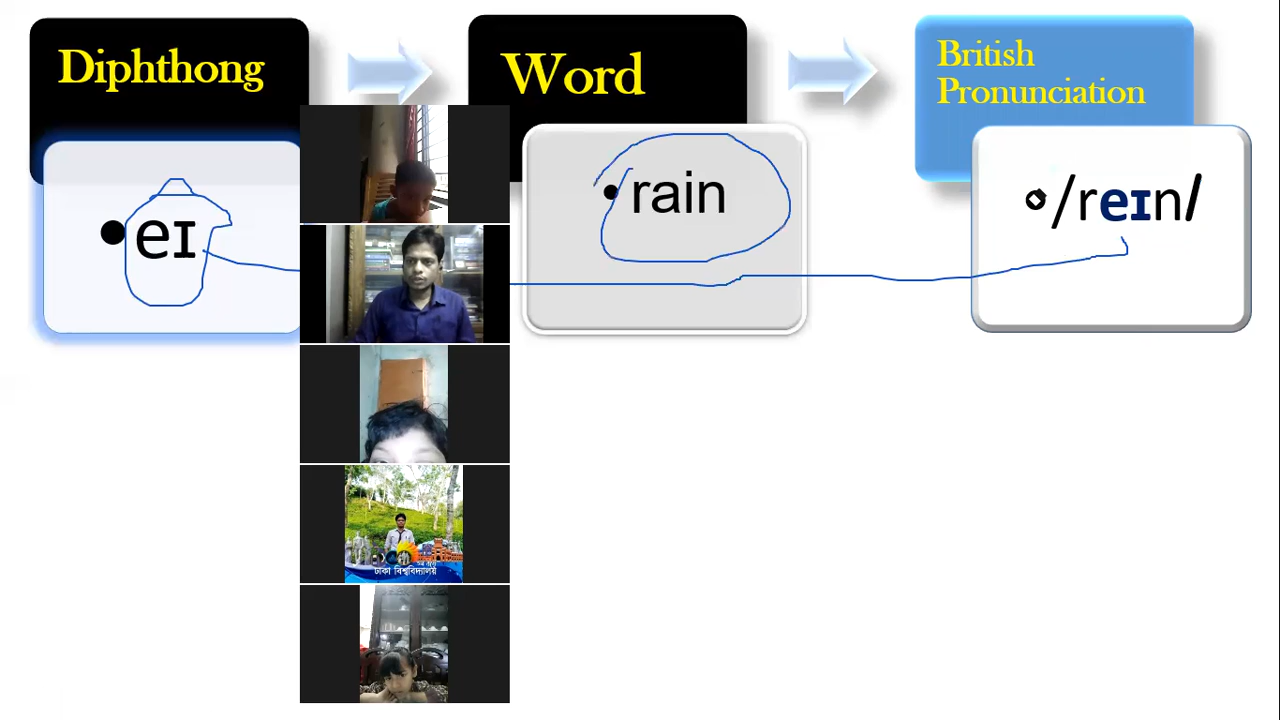 Diphthong
Word
British
Pronunciation
•eɪ
•rain
/reɪn/
ঢাকা বিশ্ববিদ্যালয়